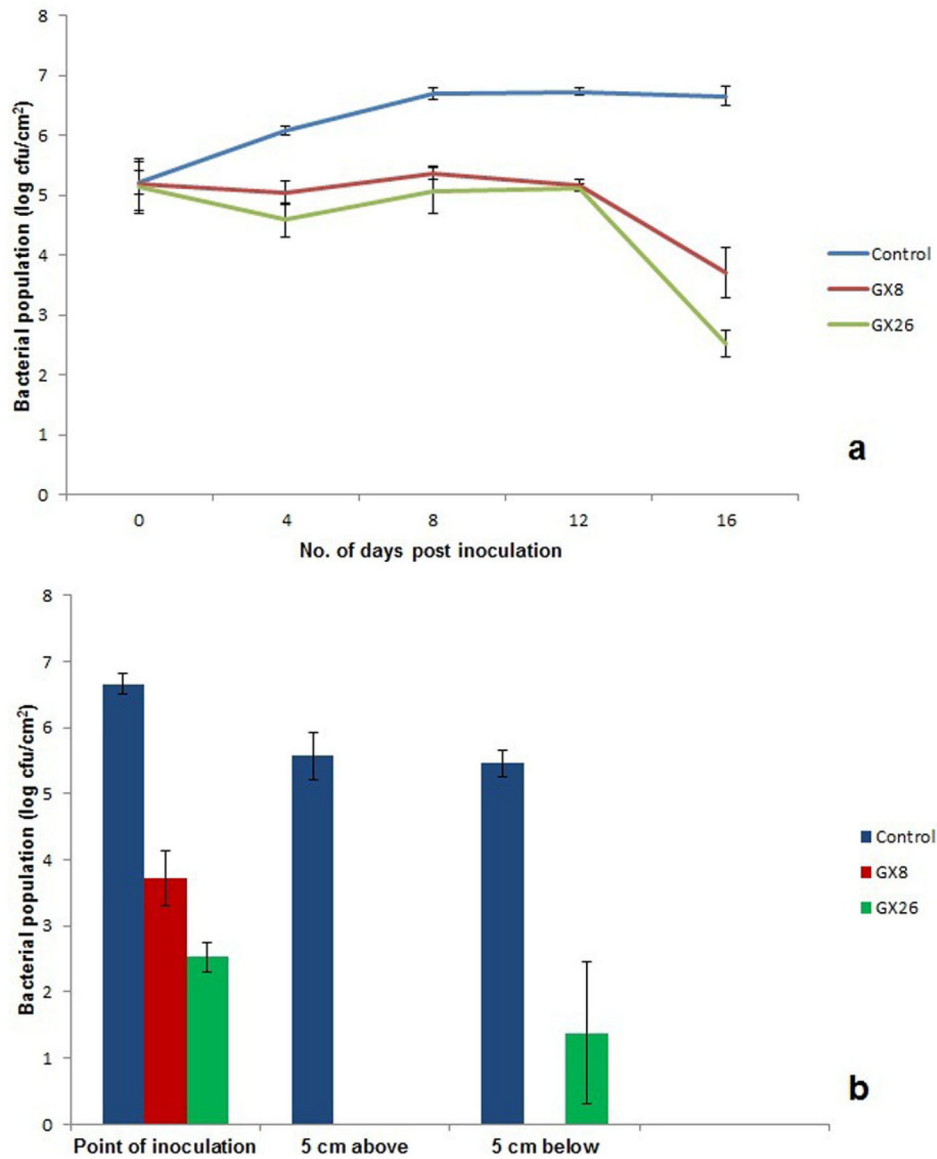 8
7
6
5
4
3
2
1
0
Bacterial population (log cfu/cm²)
0 4 8 12 16
No. of days post inoculation
Control
GX8
GX26
a
8
7
6
5
4
3
2
1
0
Bacterial population (log cfu/cm²)
Point of inoculation 5 cm above 5 cm below
Control
GX8
GX26
b